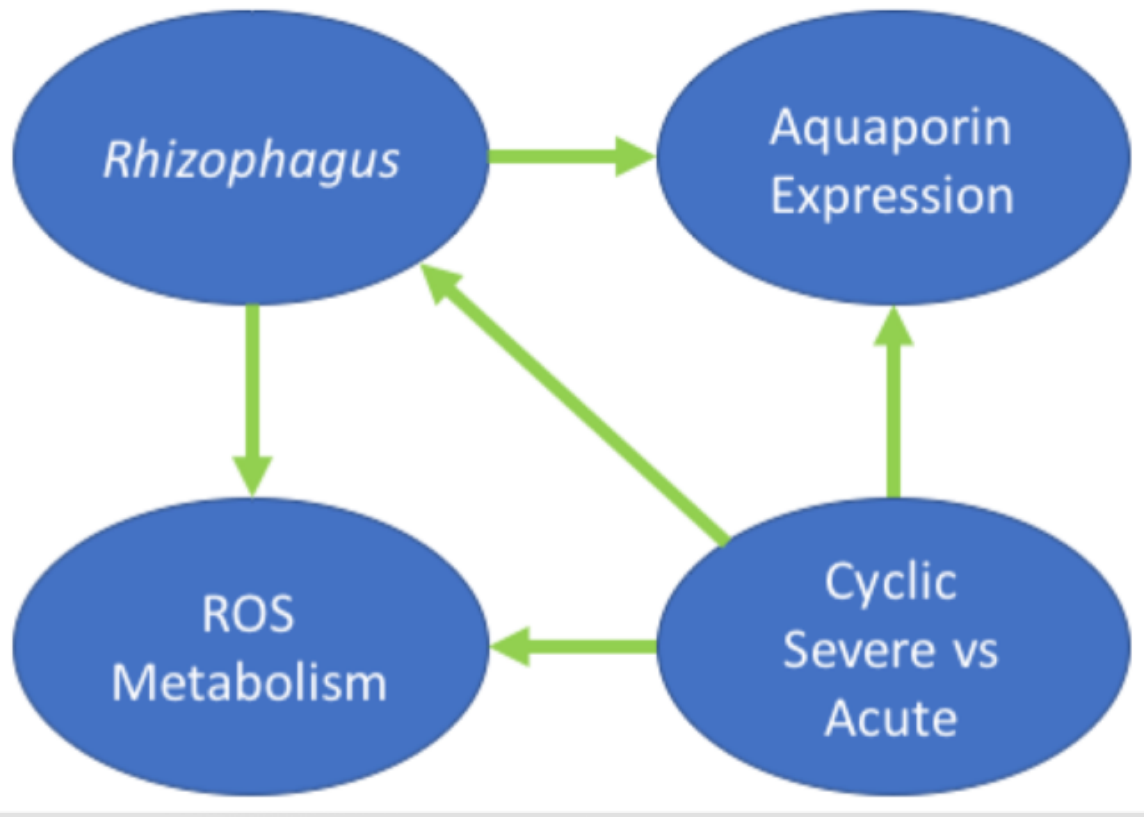 Rhizophagus
Aquaporin
Expression
ROS
Metabolism
Cyclic
Severe vs
Acute